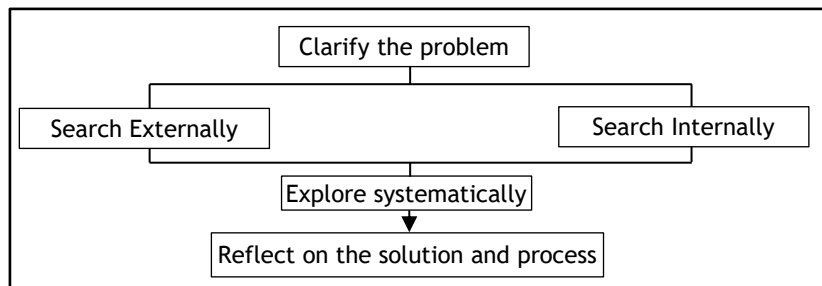 Clarify the problem
Search Externally
Search Internally
Explore systematically
Reflect on the solution and process